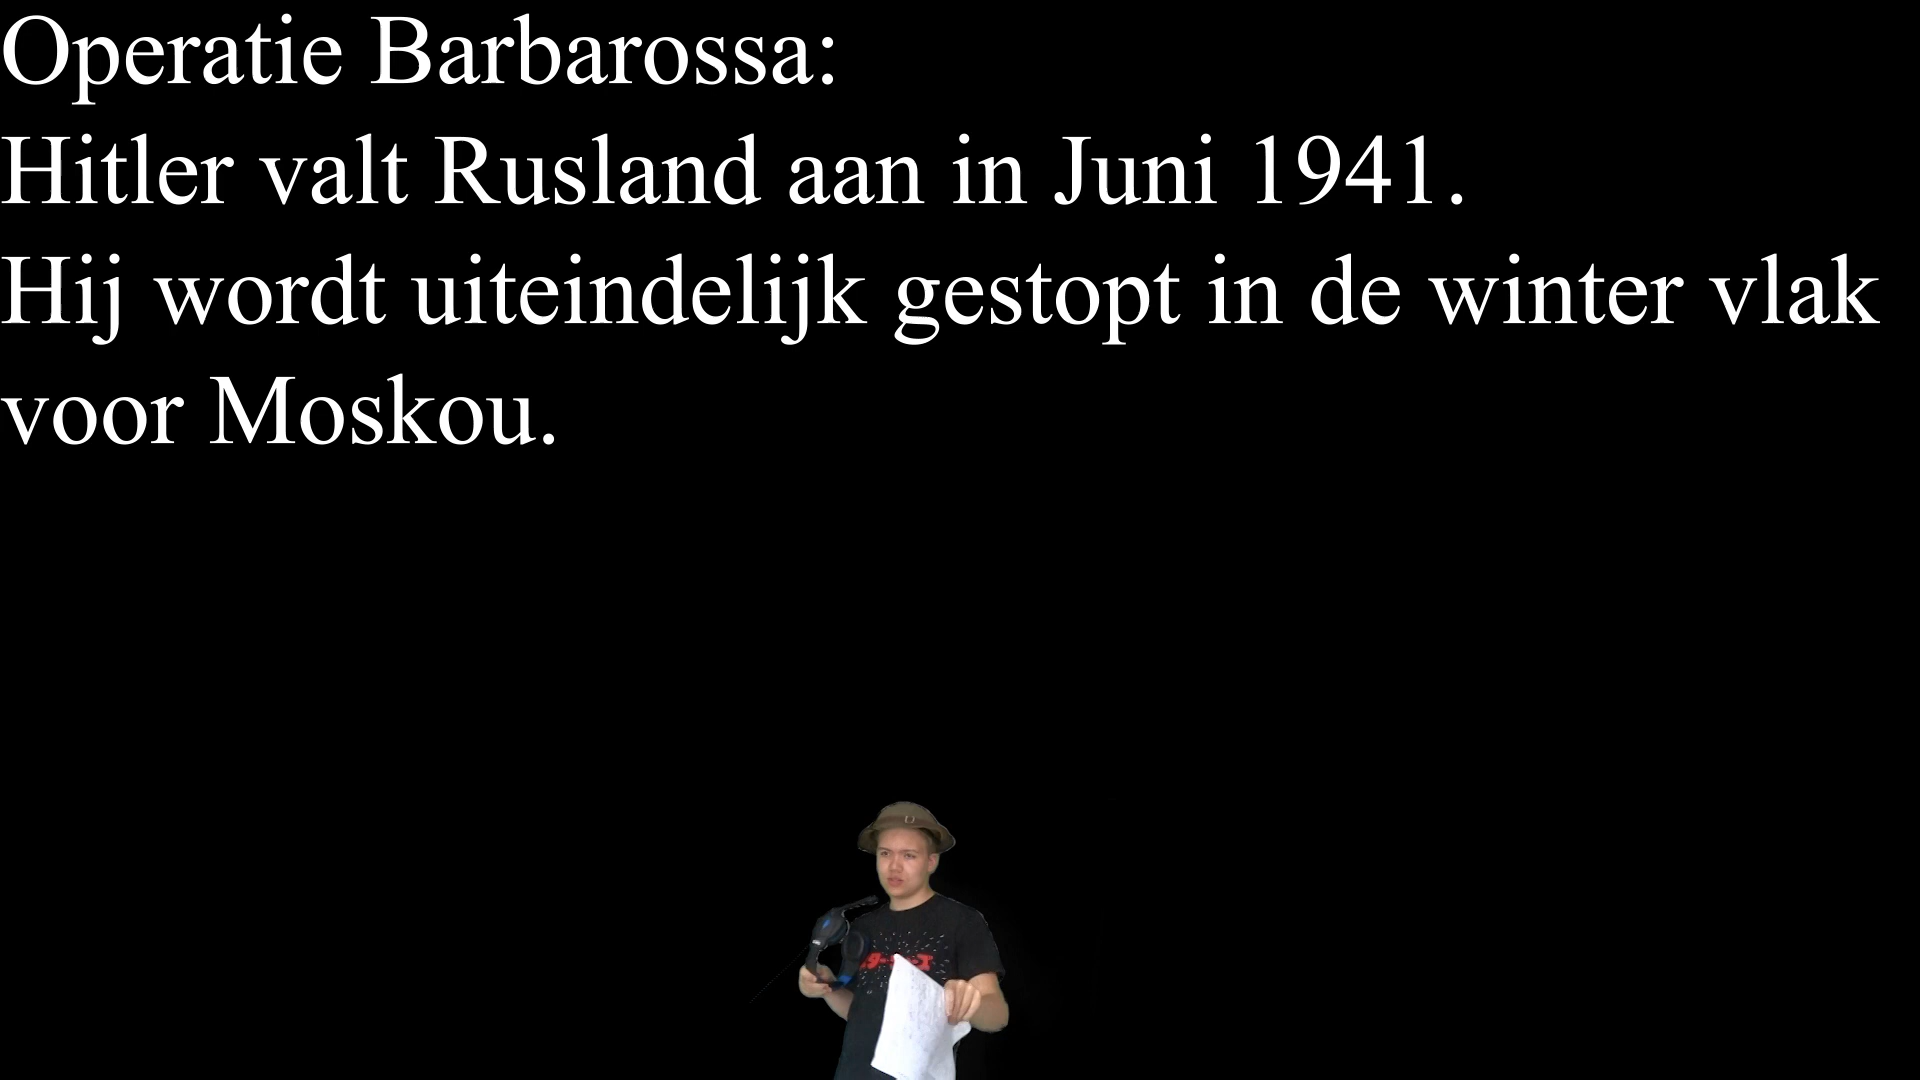 Operatie Barbarossa:
Hitler valt Rusland aan in Juni 1941.
Hij wordt uiteindelijk gestopt in de winter vlak
voor Moskou.